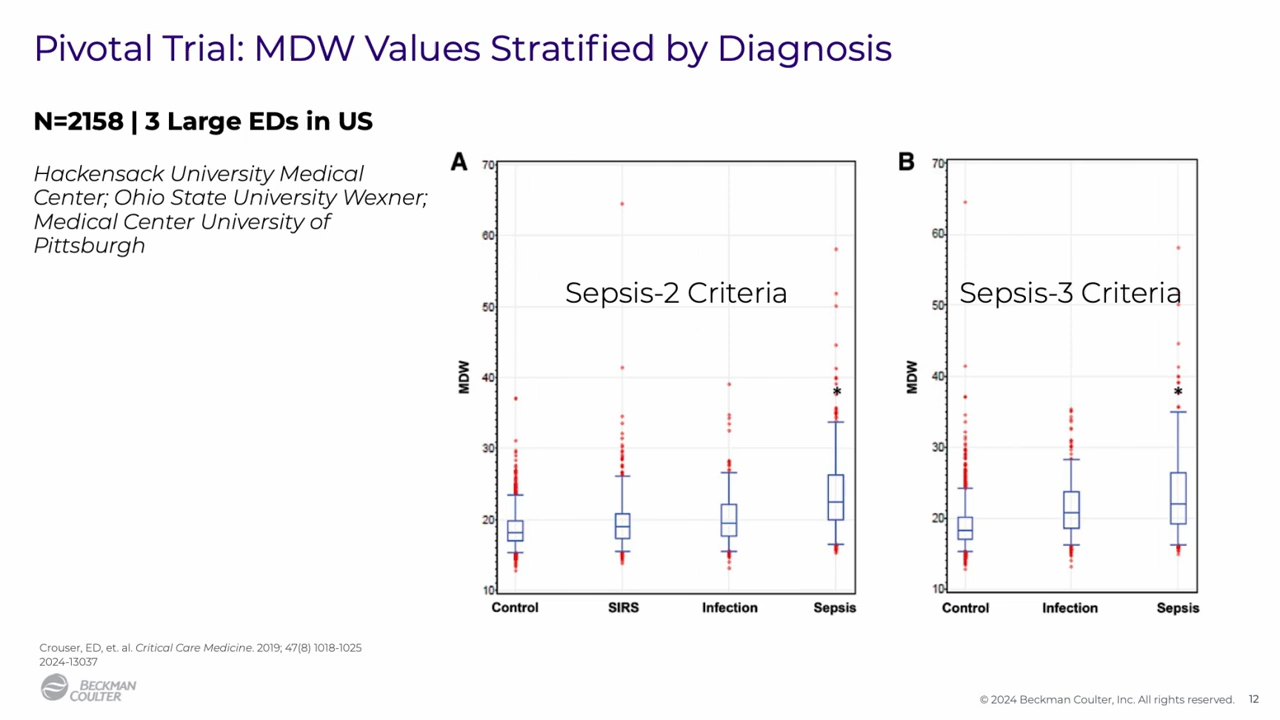 Pivotal Trial: MDW Values Stratified by Diagnosis
N=2158 | 3 Large EDs in US
Hackensack University Medical
Center; Ohio State University Wexner;
Medical Center University of
Pittsburgh
A
70
60
50
40
30
20
10
MDW
Sepsis-2 Criteria
*
Control
SIRS
Infection
Sepsis
B
70
60
50
40
30
20
10
MDW
Sepsis-3 Criteria
*
Control
Infection
Sepsis
Crouser, ED, et. al. Critical Care Medicine. 2019; 47(8) 1018-1025
2024-13037
BECKMAN
COULTER
© 2024 Beckman Coulter, Inc. All rights reserved.
12